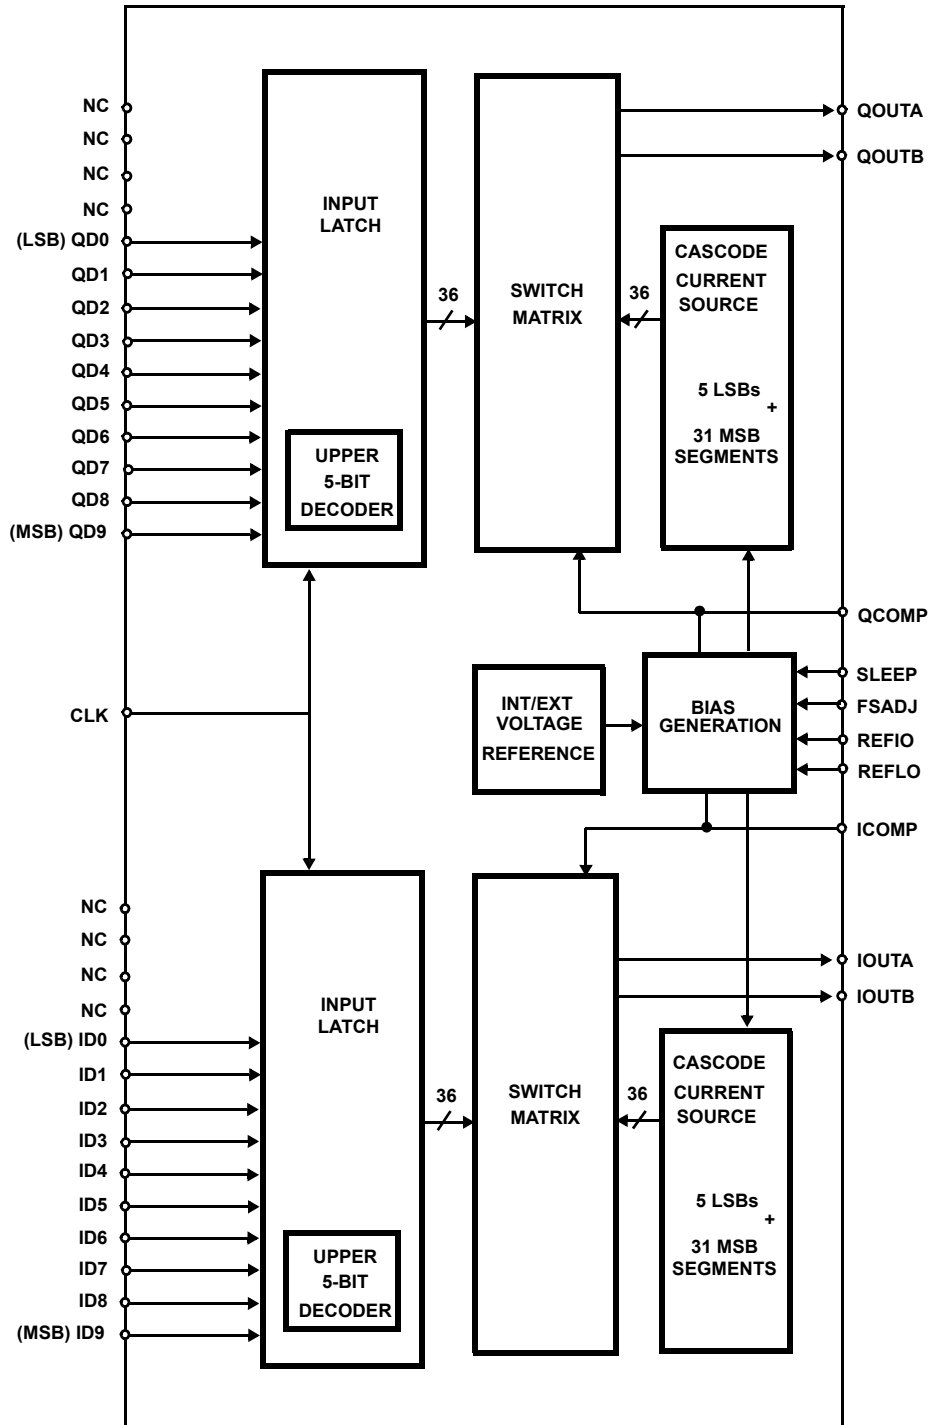 NC
NC
NC
NC
(LSB) QD0
QD1
QD2
QD3
QD4
QD5
QD6
QD7
QD8
(MSB) QD9
INPUT
LATCH
UPPER
5-BIT
DECODER
36
SWITCH
MATRIX
36
CASCODE
CURRENT
SOURCE
5 LSBs
+
31 MSB
SEGMENTS
QOUTA
QOUTB
QCOMP
CLK
INT/EXT
VOLTAGE
REFERENCE
BIAS
GENERATION
SLEEP
FSADJ
REFIO
REFLO
ICOMP
NC
NC
NC
NC
(LSB) ID0
ID1
ID2
ID3
ID4
ID5
ID6
ID7
ID8
(MSB) ID9
INPUT
LATCH
UPPER
5-BIT
DECODER
36
SWITCH
MATRIX
36
CASCODE
CURRENT
SOURCE
5 LSBs
+
31 MSB
SEGMENTS
IOUTA
IOUTB